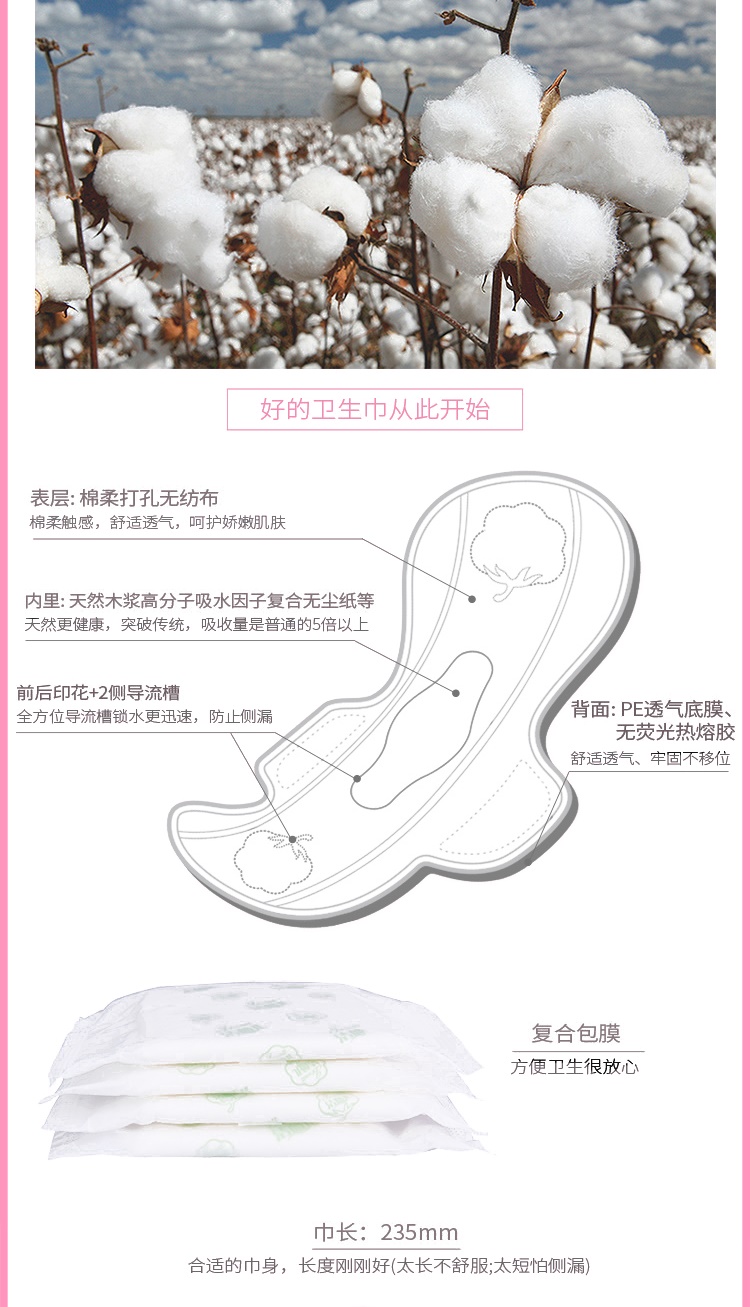 好的卫生巾从此开始
表层: 棉柔打孔无纺布
棉柔触感，舒适透气，呵护娇嫩肌肤
内里: 天然木浆高分子吸水因子复合无尘纸等
天然更健康，突破传统，吸收量是普通的5倍以上
前后印花+2侧导流槽
全方位导流槽锁水更迅速，防止侧漏
背面: PE透气底膜、
无荧光热熔胶
舒适透气、牢固不移位
复合包膜
方便卫生很放心
巾长：235mm
合适的巾身，长度刚刚好(太长不舒服;太短怕侧漏)